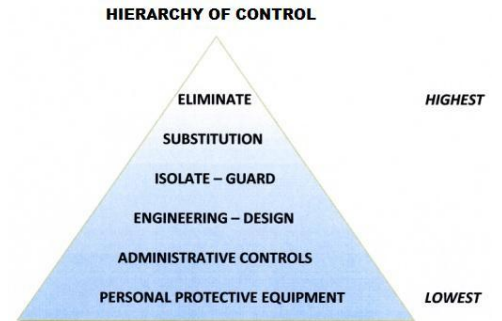 HIERARCHY OF CONTROL
ELIMINATE HIGHEST
SUBSTITUTION
ISOLATE – GUARD
ENGINEERING – DESIGN
ADMINISTRATIVE CONTROLS
PERSONAL PROTECTIVE EQUIPMENT LOWEST